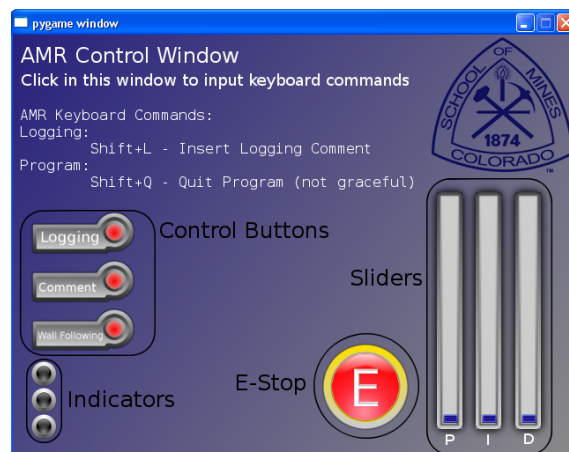 pygame window
AMR Control Window
Click in this window to input keyboard commands
AMR Keyboard Commands:
Logging:
Shift+L - Insert Logging Comment
Program:
Shift+Q - Quit Program (not graceful)
SCHOOL OF MINES
1874
COLORADO
TM
Logging
Comment
Wall Following
Control Buttons
Sliders
E-Stop
E
Indicators
P I D